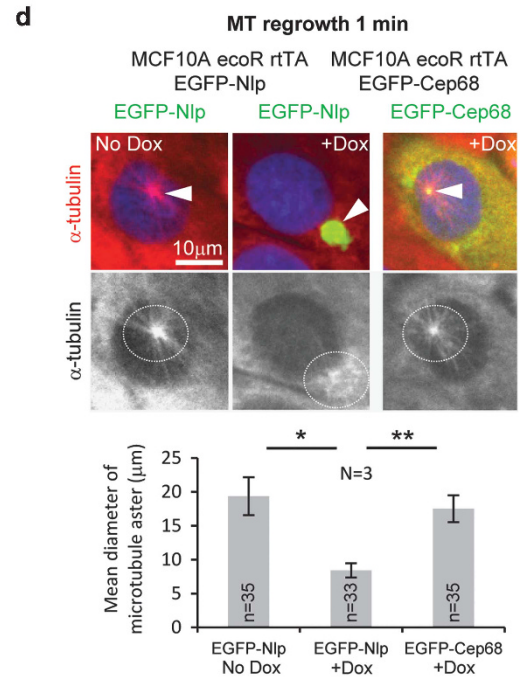 d
MT regrowth 1 min
MCF10A ecoR rtTA
EGFP-Nlp
MCF10A ecoR rtTA
EGFP-Cep68
EGFP-Nlp
EGFP-Nlp
EGFP-Cep68
No Dox
+Dox
+Dox
α-tubulin
10μm
α-tubulin
* **
N=3
Mean diameter of
microtubule aster (μm)
25
20
15
10
5
0
n=35
n=33
n=35
EGFP-Nlp
No Dox
EGFP-Nlp
+Dox
EGFP-Cep68
+Dox